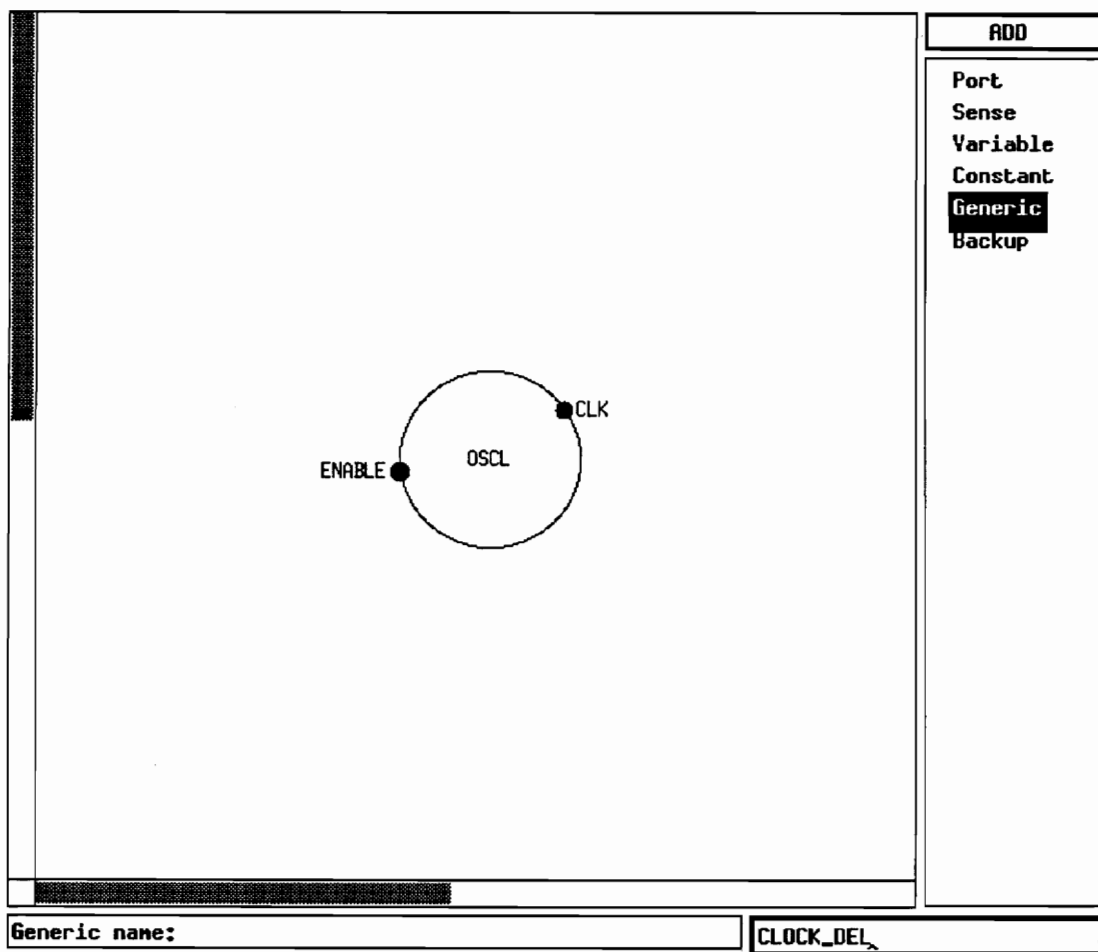 ADD
Port
Sense
Variable
Constant
Generic
Backup
CLK
OSCL
ENABLE
Generic name:
CLOCK_DEL